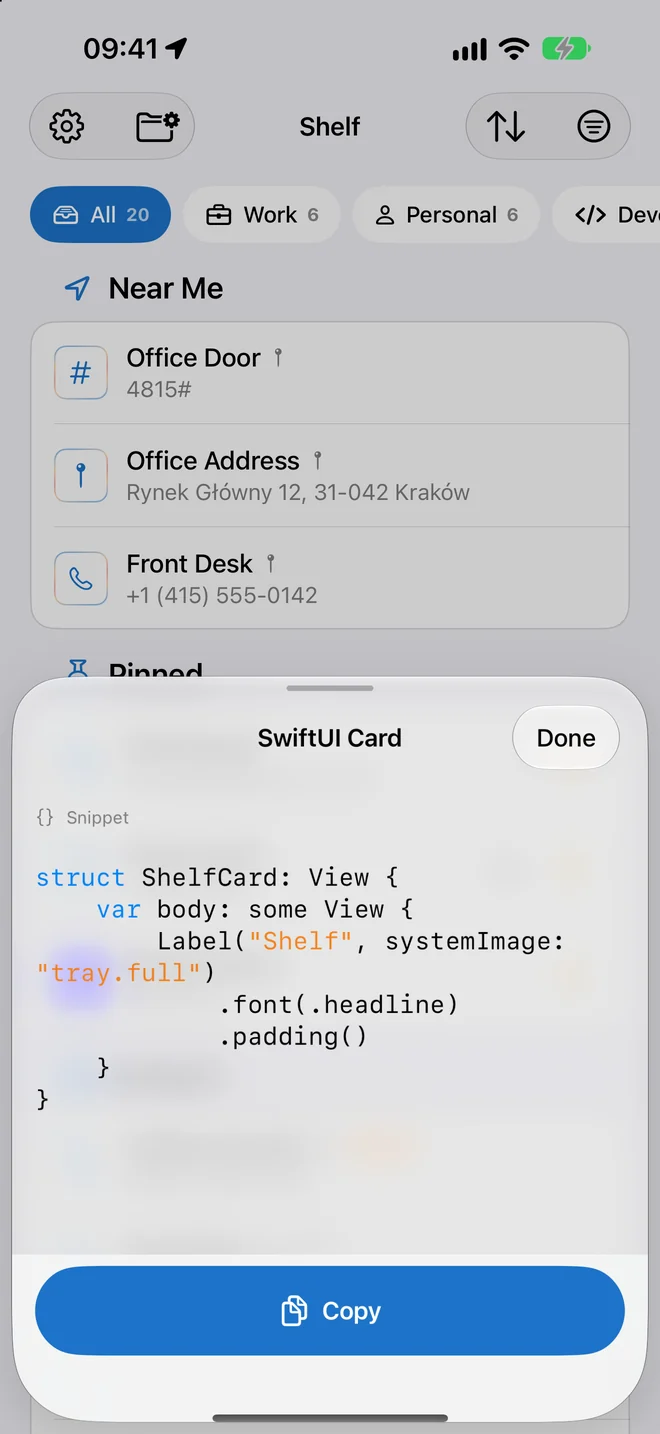 09:41
Shelf
All 20
Work 6
Personal 6
</> Deve
Near Me
#
Office Door
4815#
Office Address
Rynek Główny 12, 31-042 Kraków
Front Desk
+1 (415) 555-0142
Pinned
SwiftUI Card
Done
{} Snippet
struct ShelfCard: View {
    var body: some View {
        Label("Shelf", systemImage:
"tray.full")
            .font(.headline)
            .padding()
    }
}
Copy